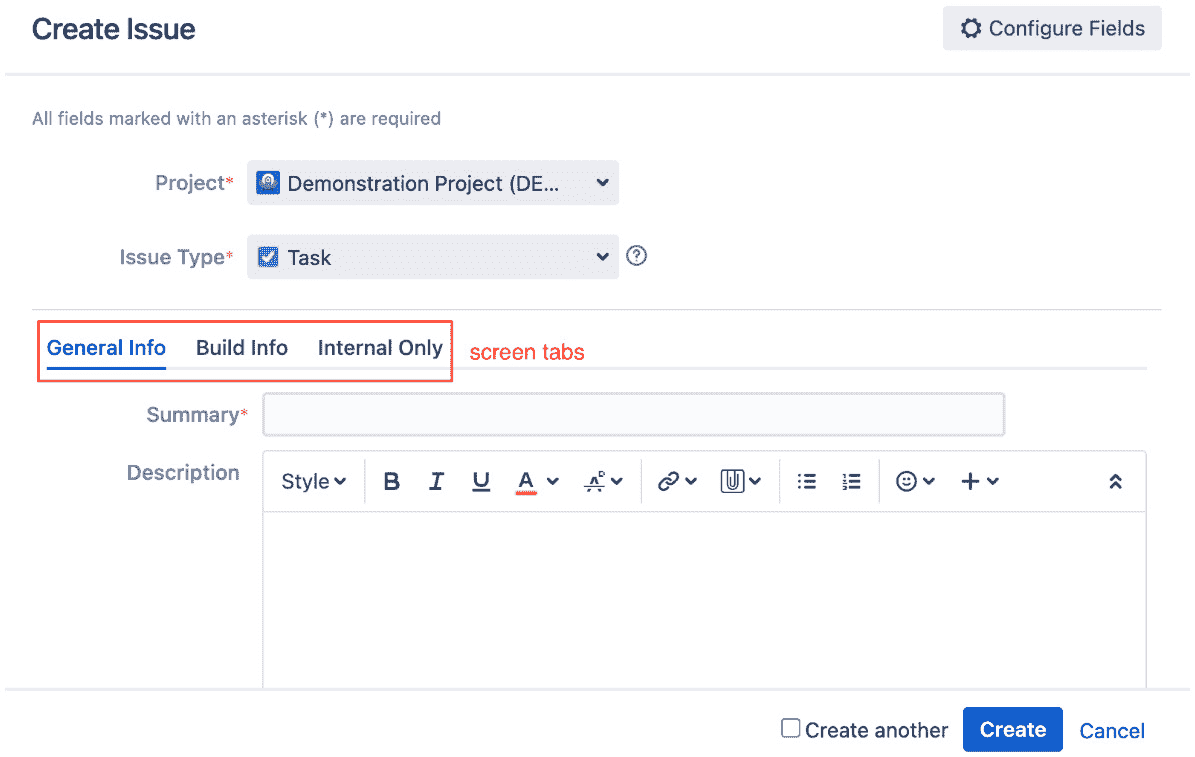 Create Issue
Configure Fields
All fields marked with an asterisk (*) are required
Project* Demonstration Project (DE...
Issue Type* Task
General Info Build Info Internal Only screen tabs
Summary*
Description Style B I U A
Create another Create Cancel